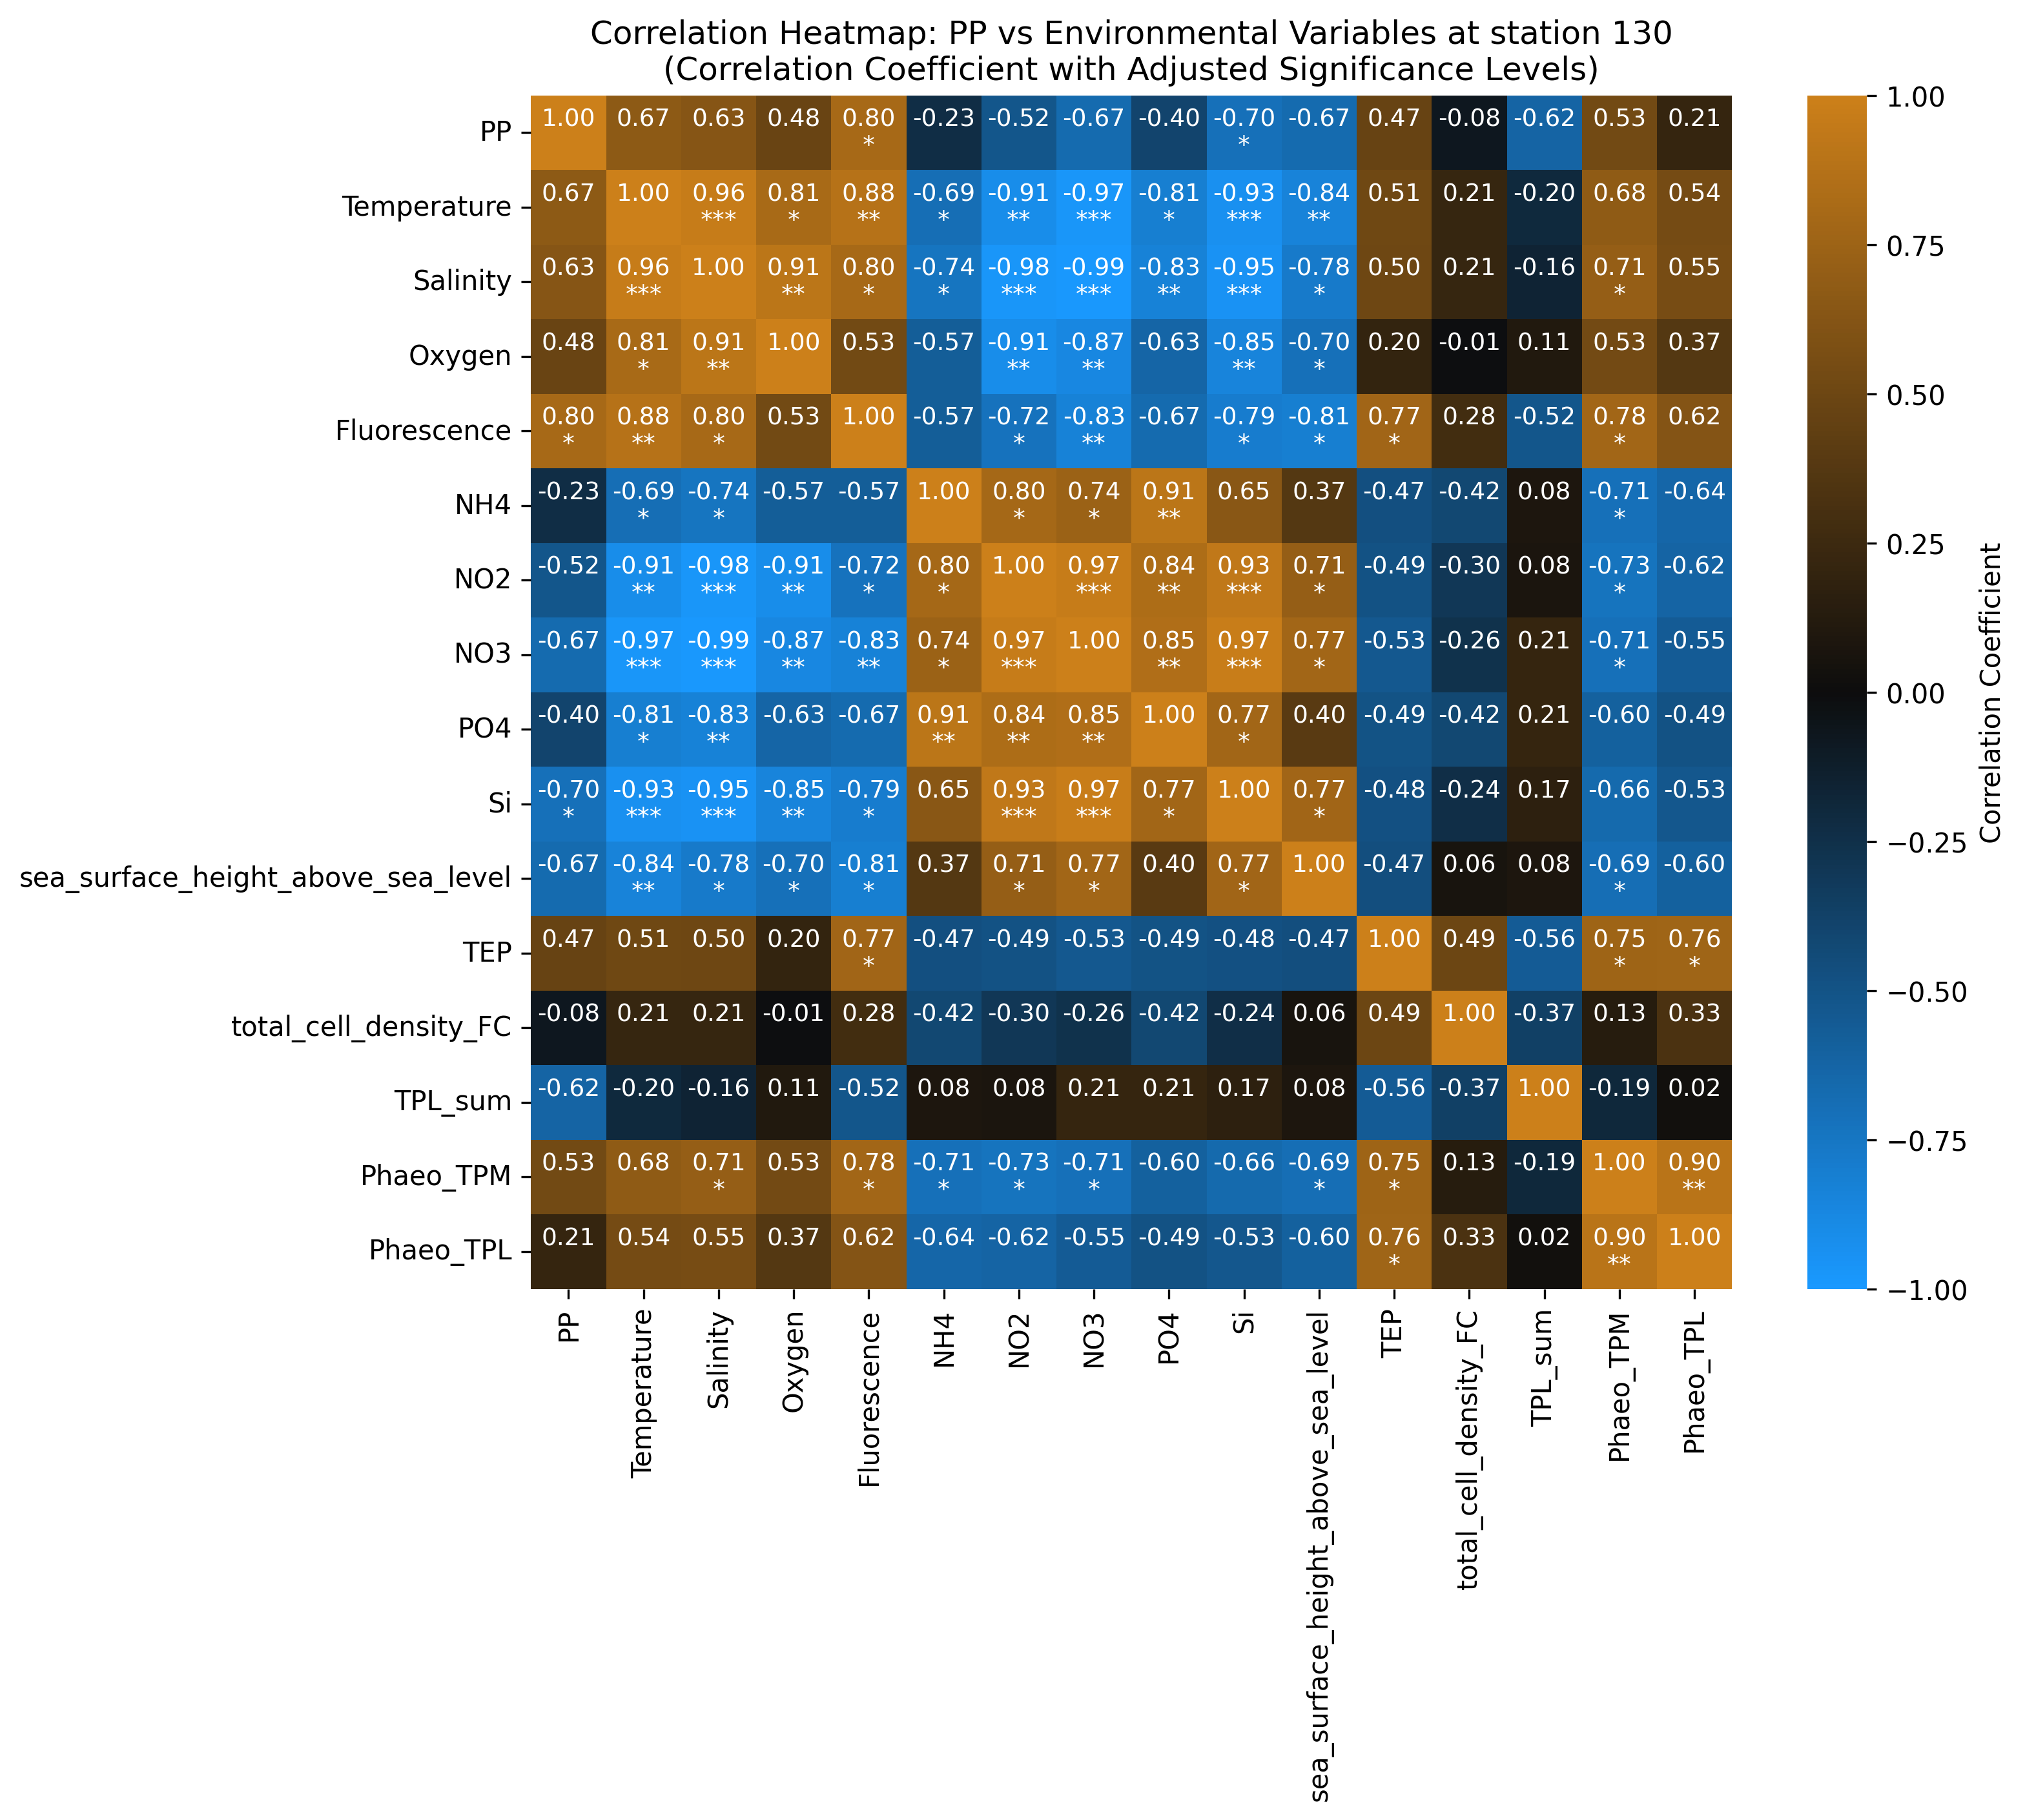 Correlation Heatmap: PP vs Environmental Variables at station 130
(Correlation Coefficient with Adjusted Significance Levels)
PP 1.00 0.67 0.63 0.48 0.80 -0.23 -0.52 -0.67 -0.40 -0.70 -0.67 0.47 -0.08 -0.62 0.53 0.21
* *
Temperature 0.67 1.00 0.96 0.81 0.88 -0.69 -0.91 -0.97 -0.81 -0.93 -0.84 0.51 0.21 -0.20 0.68 0.54
*** * ** * ** *** * *** **
Salinity 0.63 0.96 1.00 0.91 0.80 -0.74 -0.98 -0.99 -0.83 -0.95 -0.78 0.50 0.21 -0.16 0.71 0.55
*** ** * * *** *** ** *** * *
Oxygen 0.48 0.81 0.91 1.00 0.53 -0.57 -0.91 -0.87 -0.63 -0.85 -0.70 0.20 -0.01 0.11 0.53 0.37
* ** ** ** ** *
Fluorescence 0.80 0.88 0.80 0.53 1.00 -0.57 -0.72 -0.83 -0.67 -0.79 -0.81 0.77 0.28 -0.52 0.78 0.62
* ** * * ** * * * *
NH4 -0.23 -0.69 -0.74 -0.57 -0.57 1.00 0.80 0.74 0.91 0.65 0.37 -0.47 -0.42 0.08 -0.71 -0.64
* * * * ** *
NO2 -0.52 -0.91 -0.98 -0.91 -0.72 0.80 1.00 0.97 0.84 0.93 0.71 -0.49 -0.30 0.08 -0.73 -0.62
** *** ** * * *** ** *** * *
NO3 -0.67 -0.97 -0.99 -0.87 -0.83 0.74 0.97 1.00 0.85 0.97 0.77 -0.53 -0.26 0.21 -0.71 -0.55
*** *** ** ** * *** ** *** * *
PO4 -0.40 -0.81 -0.83 -0.63 -0.67 0.91 0.84 0.85 1.00 0.77 0.40 -0.49 -0.42 0.21 -0.60 -0.49
* ** ** ** ** *
Si -0.70 -0.93 -0.95 -0.85 -0.79 0.65 0.93 0.97 0.77 1.00 0.77 -0.48 -0.24 0.17 -0.66 -0.53
* *** *** ** * *** *** * *
sea_surface_height_above_sea_level -0.67 -0.84 -0.78 -0.70 -0.81 0.37 0.71 0.77 0.40 0.77 1.00 -0.47 0.06 0.08 -0.69 -0.60
** * * * * * * *
TEP 0.47 0.51 0.50 0.20 0.77 -0.47 -0.49 -0.53 -0.49 -0.48 -0.47 1.00 0.49 -0.56 0.75 0.76
* * *
total_cell_density_FC -0.08 0.21 0.21 -0.01 0.28 -0.42 -0.30 -0.26 -0.42 -0.24 0.06 0.49 1.00 -0.37 0.13 0.33
TPL_sum -0.62 -0.20 -0.16 0.11 -0.52 0.08 0.08 0.21 0.21 0.17 0.08 -0.56 -0.37 1.00 -0.19 0.02
Phaeo_TPM 0.53 0.68 0.71 0.53 0.78 -0.71 -0.73 -0.71 -0.60 -0.66 -0.69 0.75 0.13 -0.19 1.00 0.90
* * * * * * * **
Phaeo_TPL 0.21 0.54 0.55 0.37 0.62 -0.64 -0.62 -0.55 -0.49 -0.53 -0.60 0.76 0.33 0.02 0.90 1.00
* **
PP
Temperature
Salinity
Oxygen
Fluorescence
NH4
NO2
NO3
PO4
Si
sea_surface_height_above_sea_level
TEP
total_cell_density_FC
TPL_sum
Phaeo_TPM
Phaeo_TPL
1.00
0.75
0.50
0.25
0.00
−0.25
−0.50
−0.75
−1.00
Correlation Coefficient